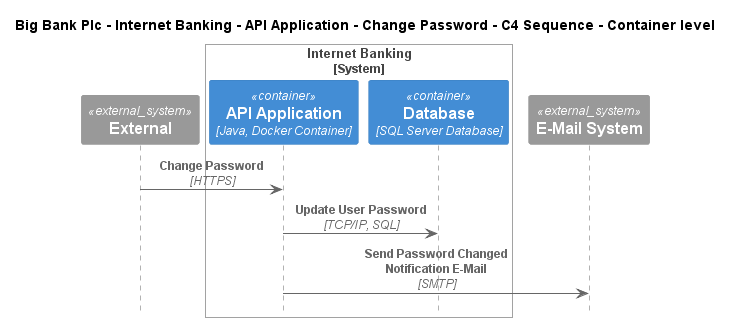 Big Bank Plc - Internet Banking - API Application - Change Password - C4 Sequence - Container level
Internet Banking
[System]
«external_system»
External
«container»
API Application
[Java, Docker Container]
«container»
Database
[SQL Server Database]
«external_system»
E-Mail System
Change Password
[HTTPS]
Update User Password
[TCP/IP, SQL]
Send Password Changed
Notification E-Mail
[SMTP]